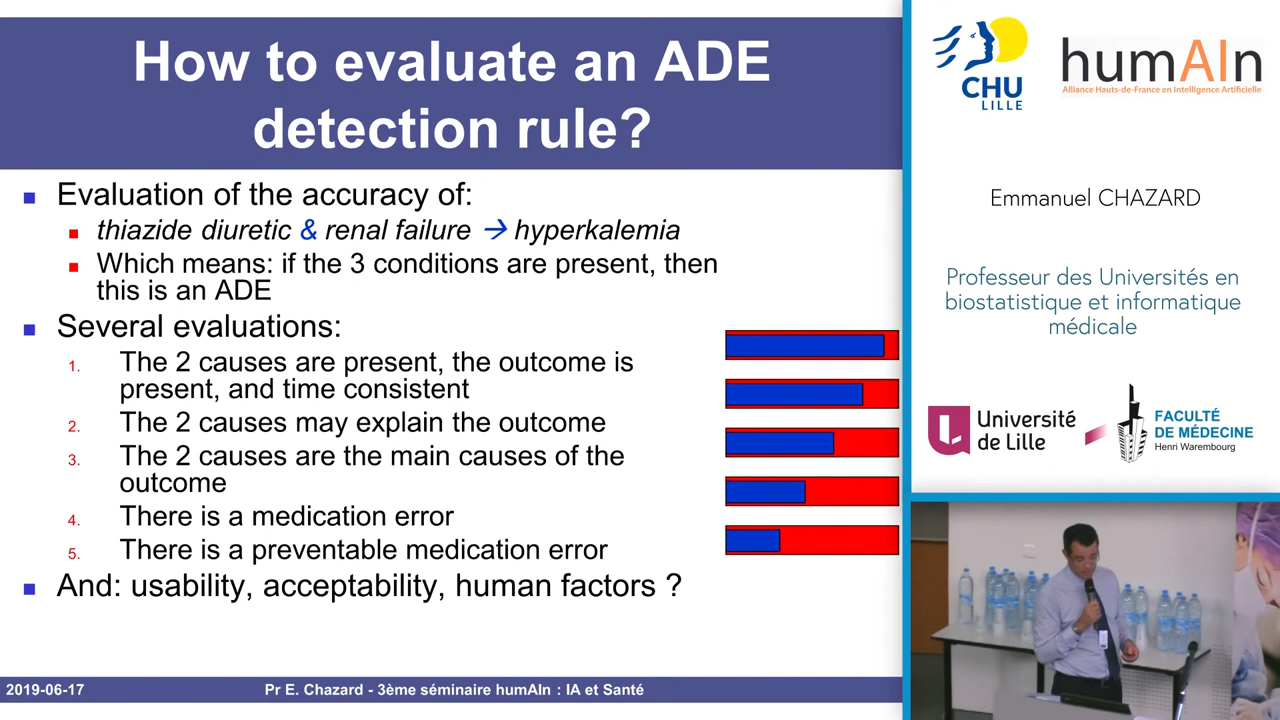 How to evaluate an ADE
detection rule?
Evaluation of the accuracy of:
thiazide diuretic & renal failure → hyperkalemia
Which means: if the 3 conditions are present, then
this is an ADE
Several evaluations:
1. The 2 causes are present, the outcome is
present, and time consistent
2. The 2 causes may explain the outcome
3. The 2 causes are the main causes of the
outcome
4. There is a medication error
5. There is a preventable medication error
And: usability, acceptability, human factors ?
2019-06-17
Pr E. Chazard - 3ème séminaire humAIn : IA et Santé
CHU
LILLE
humAIn
Alliance Hauts-de-France en Intelligence Artificielle
Emmanuel CHAZARD
Professeur des Universités en
biostatistique et informatique
médicale
Université
de Lille
FACULTÉ
DE MÉDECINE
Henri Warembourg